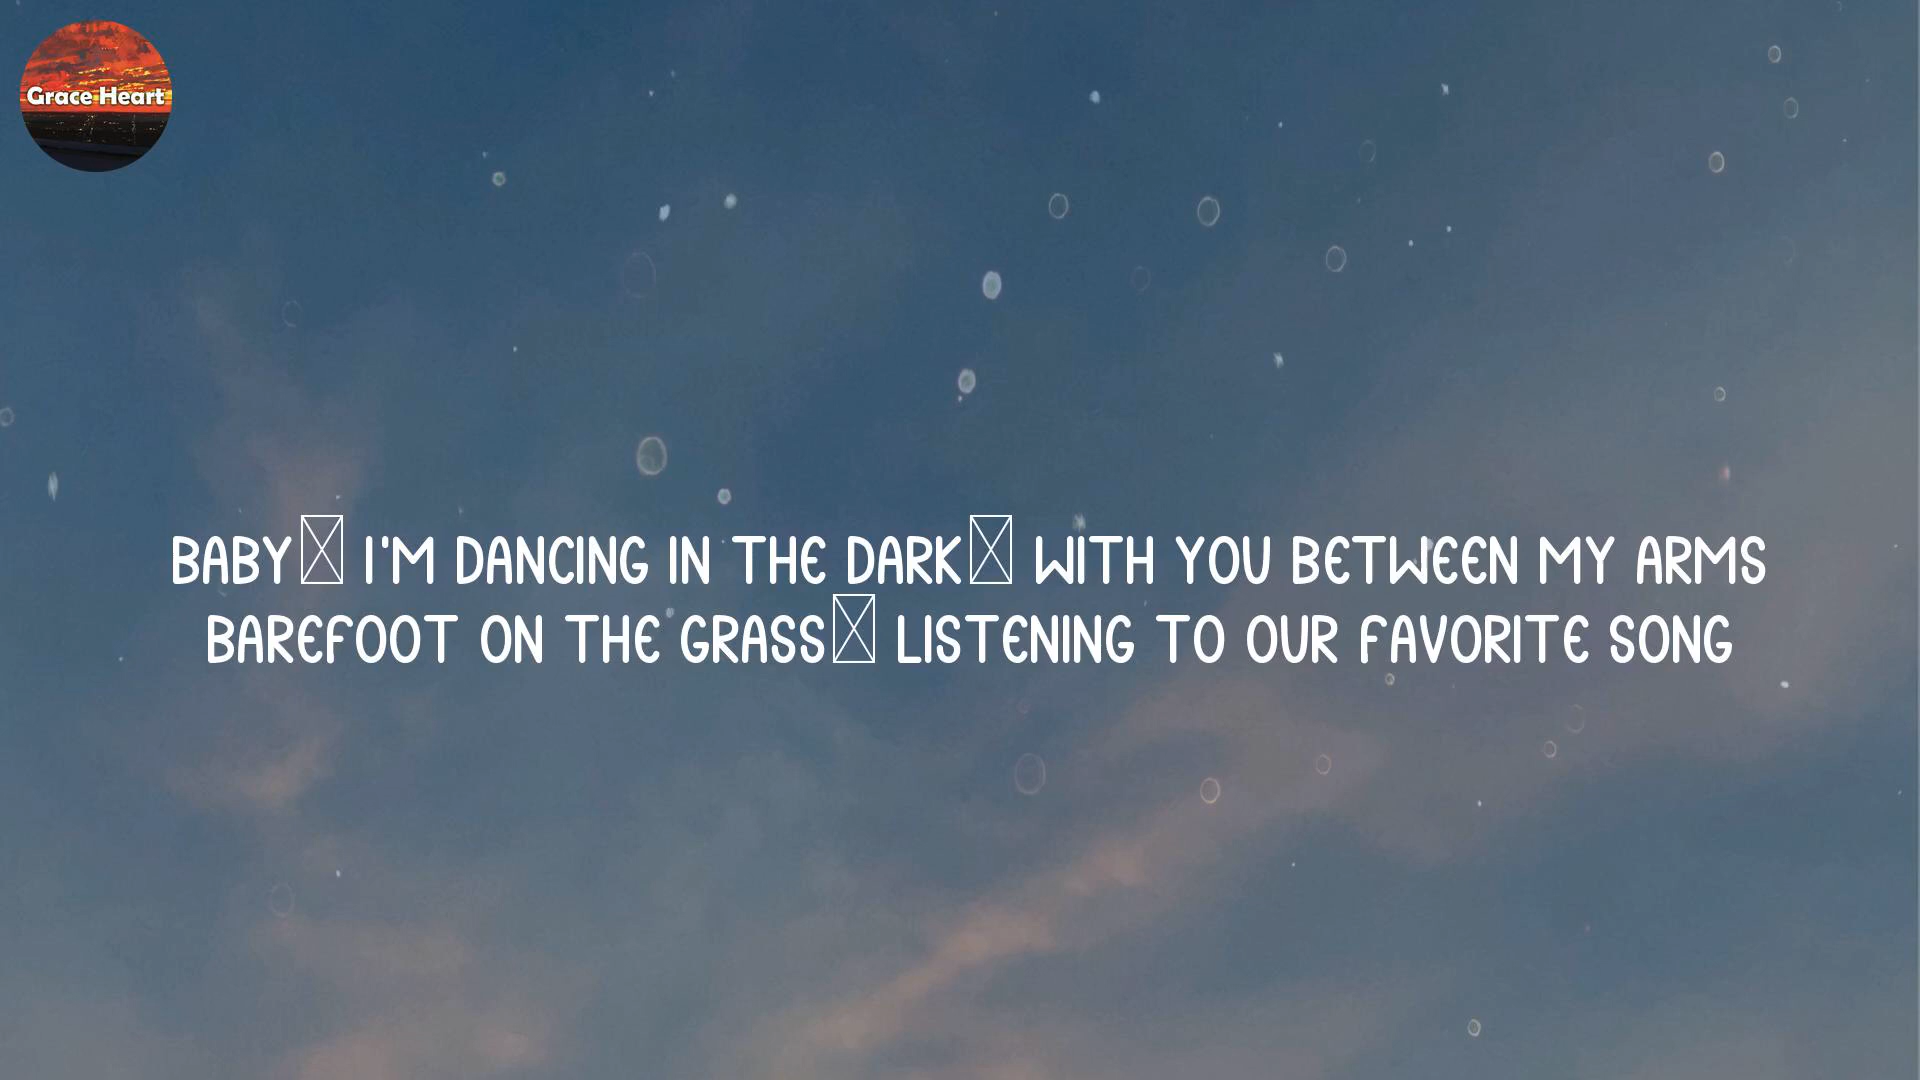 Grace Heart
BABY☒ I'M DANCING IN THE DARK☒ WITH YOU BETWEEN MY ARMS
BAREFOOT ON THE GRASS☒ LISTENING TO OUR FAVORITE SONG